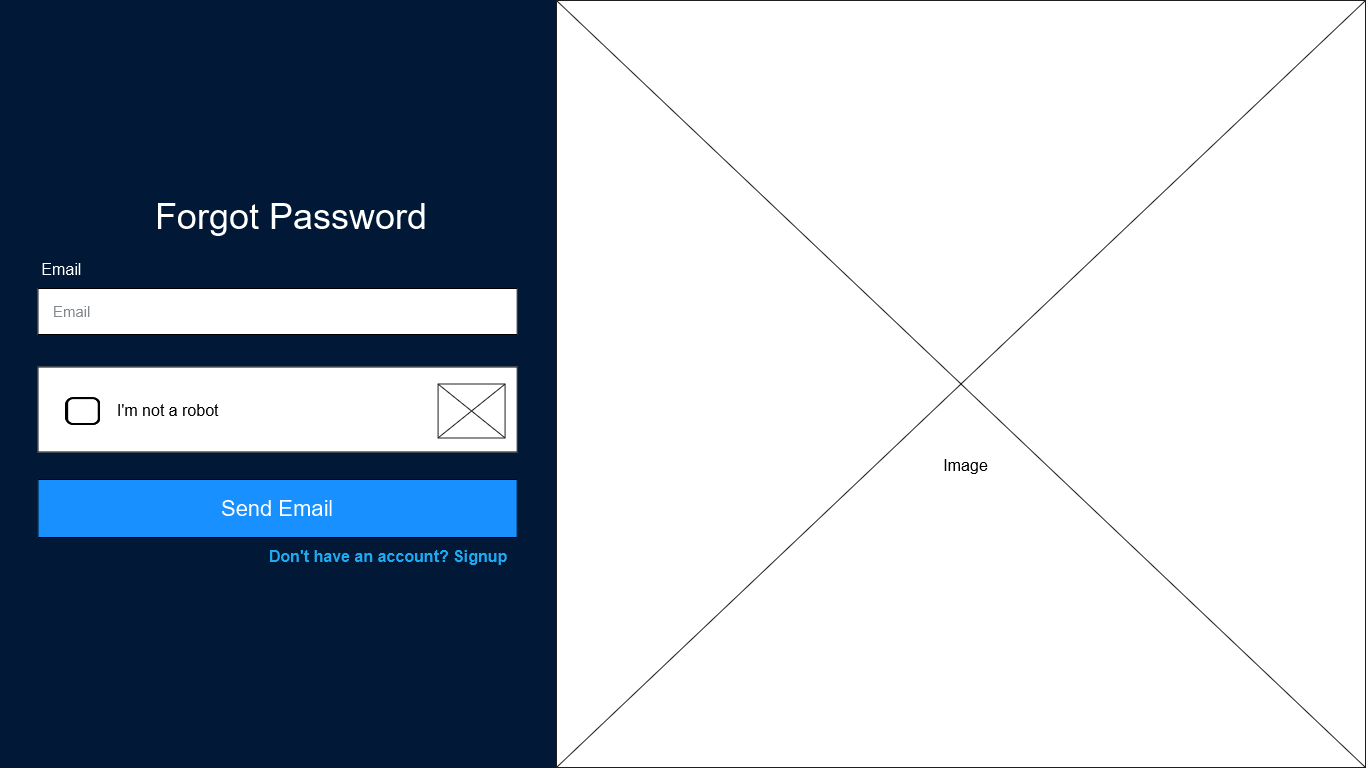 Forgot Password
Email
Email
I'm not a robot
Send Email
Don't have an account? Signup
Image